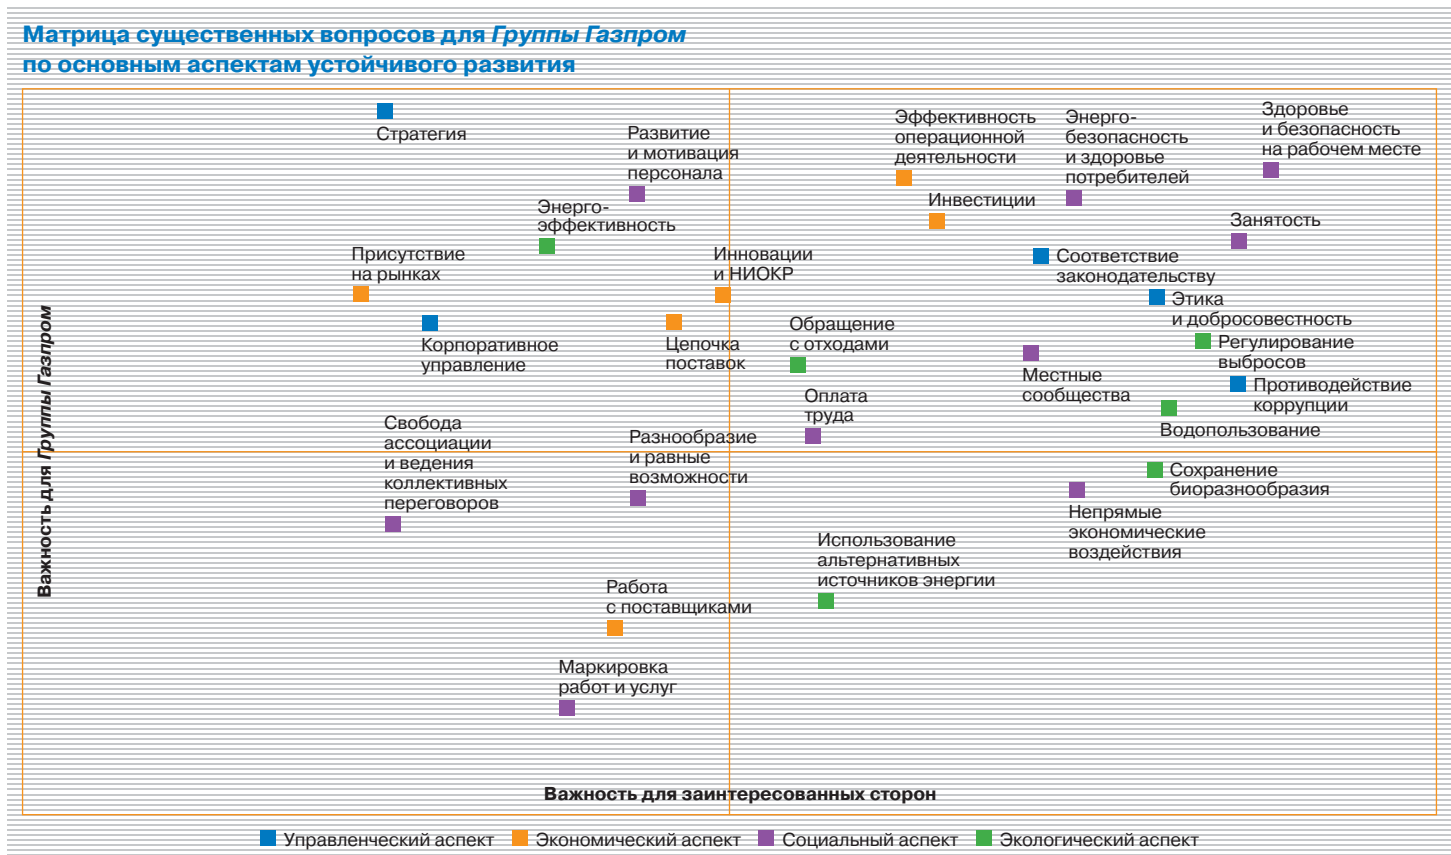 Матрица существенных вопросов для Группы Газпром
по основным аспектам устойчивого развития
Стратегия
Развитие
и мотивация
персонала
Энерго-
эффективность
Присутствие
на рынках
Инновации
и НИОКР
Корпоративное
управление
Цепочка
поставок
Эффективность
операционной
деятельности
Энерго-
безопасность
и здоровье
потребителей
Здоровье
и безопасность
на рабочем месте
Инвестиции
Занятость
Соответствие
законодательству
Этика
и добросовестность
Обращение
с отходами
Регулирование
выбросов
Местные
сообщества
Противодействие
коррупции
Оплата
труда
Водопользование
Свобода
ассоциации
и ведения
коллективных
переговоров
Разнообразие
и равные
возможности
Сохранение
биоразнообразия
Непрямые
экономические
воздействия
Использование
альтернативных
источников энергии
Работа
с поставщиками
Маркировка
работ и услуг
Важность для Группы Газпром
Важность для заинтересованных сторон
Управленческий аспект
Экономический аспект
Социальный аспект
Экологический аспект